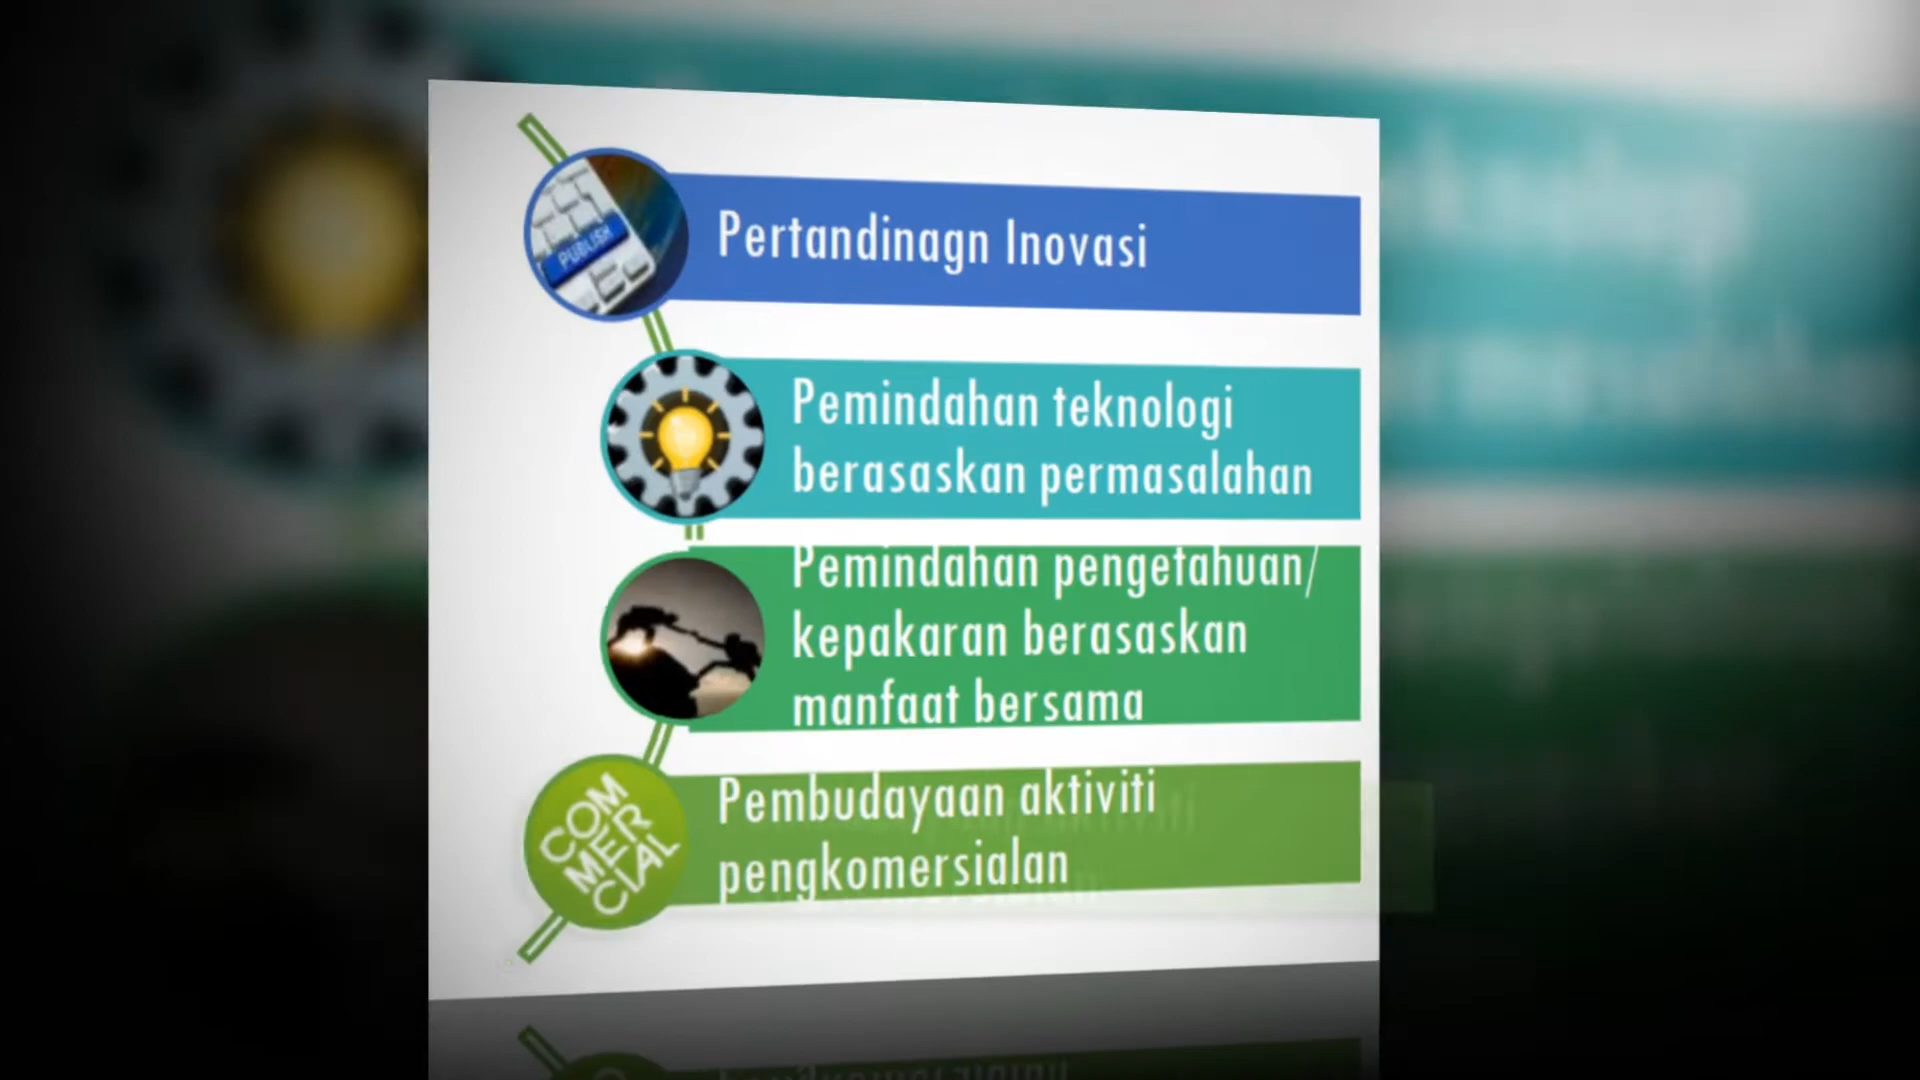 PUBLISH
Pertandinagn Inovasi
Pemindahan teknologi
berasaskan permasalahan
Pemindahan pengetahuan/
kepakaran berasaskan
manfaat bersama
COM
MER
CIAL
Pembudayaan aktiviti
pengkomersialan